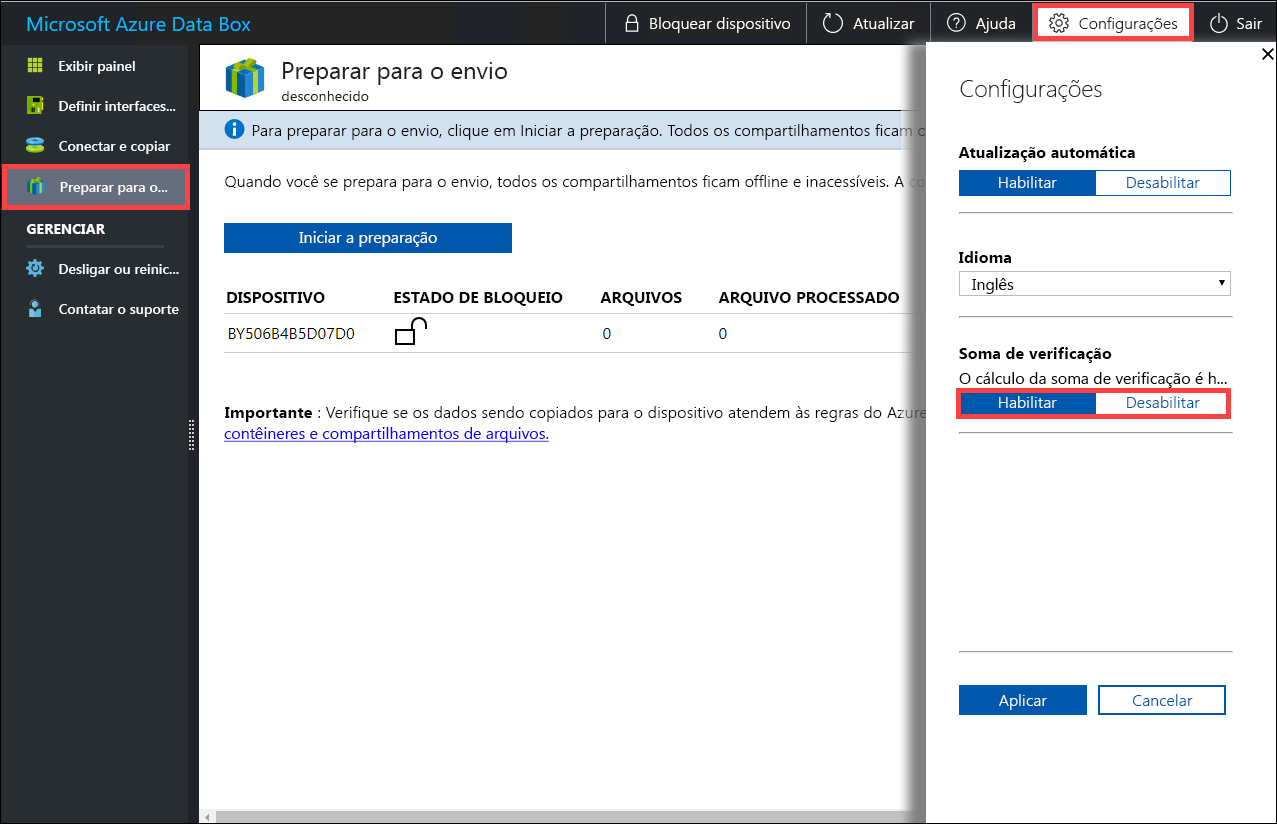 Microsoft Azure Data Box
Bloquear dispositivo
Atualizar
Ajuda
Configurações
Sair
Exibir painel
Definir interfaces...
Conectar e copiar
Preparar para o...
GERENCIAR
Desligar ou reinic...
Contatar o suporte
Preparar para o envio
desconhecido
Para preparar para o envio, clique em Iniciar a preparação. Todos os compartilhamentos ficam o
Quando você se prepara para o envio, todos os compartilhamentos ficam offline e inacessíveis. A co
Iniciar a preparação
DISPOSITIVO ESTADO DE BLOQUEIO ARQUIVOS ARQUIVO PROCESSADO
BY506B4B5D07D0 0 0
Importante : Verifique se os dados sendo copiados para o dispositivo atendem às regras do Azure
contêineres e compartilhamentos de arquivos.
Configurações
Atualização automática
Habilitar Desabilitar
Idioma
Inglês
Soma de verificação
O cálculo da soma de verificação é h...
Habilitar Desabilitar
Aplicar Cancelar